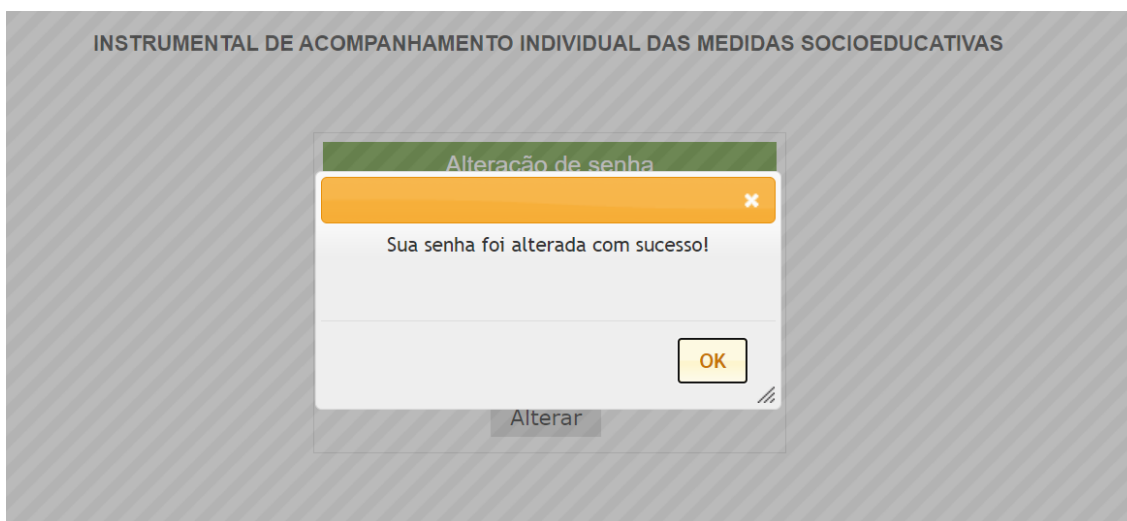 INSTRUMENTAL DE ACOMPANHAMENTO INDIVIDUAL DAS MEDIDAS SOCIOEDUCATIVAS
Alteração de senha
Sua senha foi alterada com sucesso!
OK
Alterar